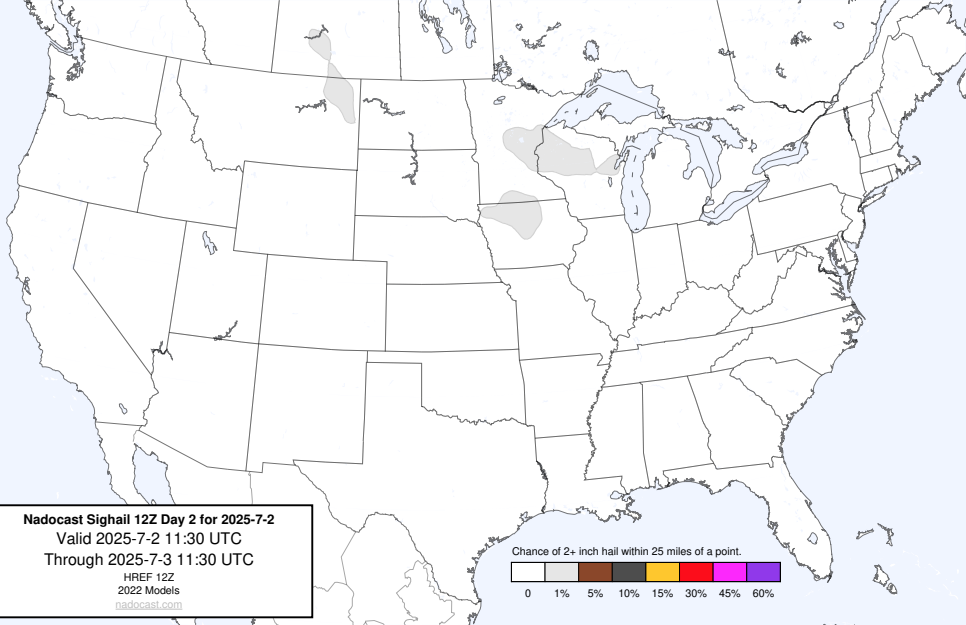 Nadocast Sighail 12Z Day 2 for 2025-7-2
Valid 2025-7-2 11:30 UTC
Through 2025-7-3 11:30 UTC
HREF 12Z
2022 Models
nadocast.com
Chance of 2+ inch hail within 25 miles of a point.
0 1% 5% 10% 15% 30% 45% 60%